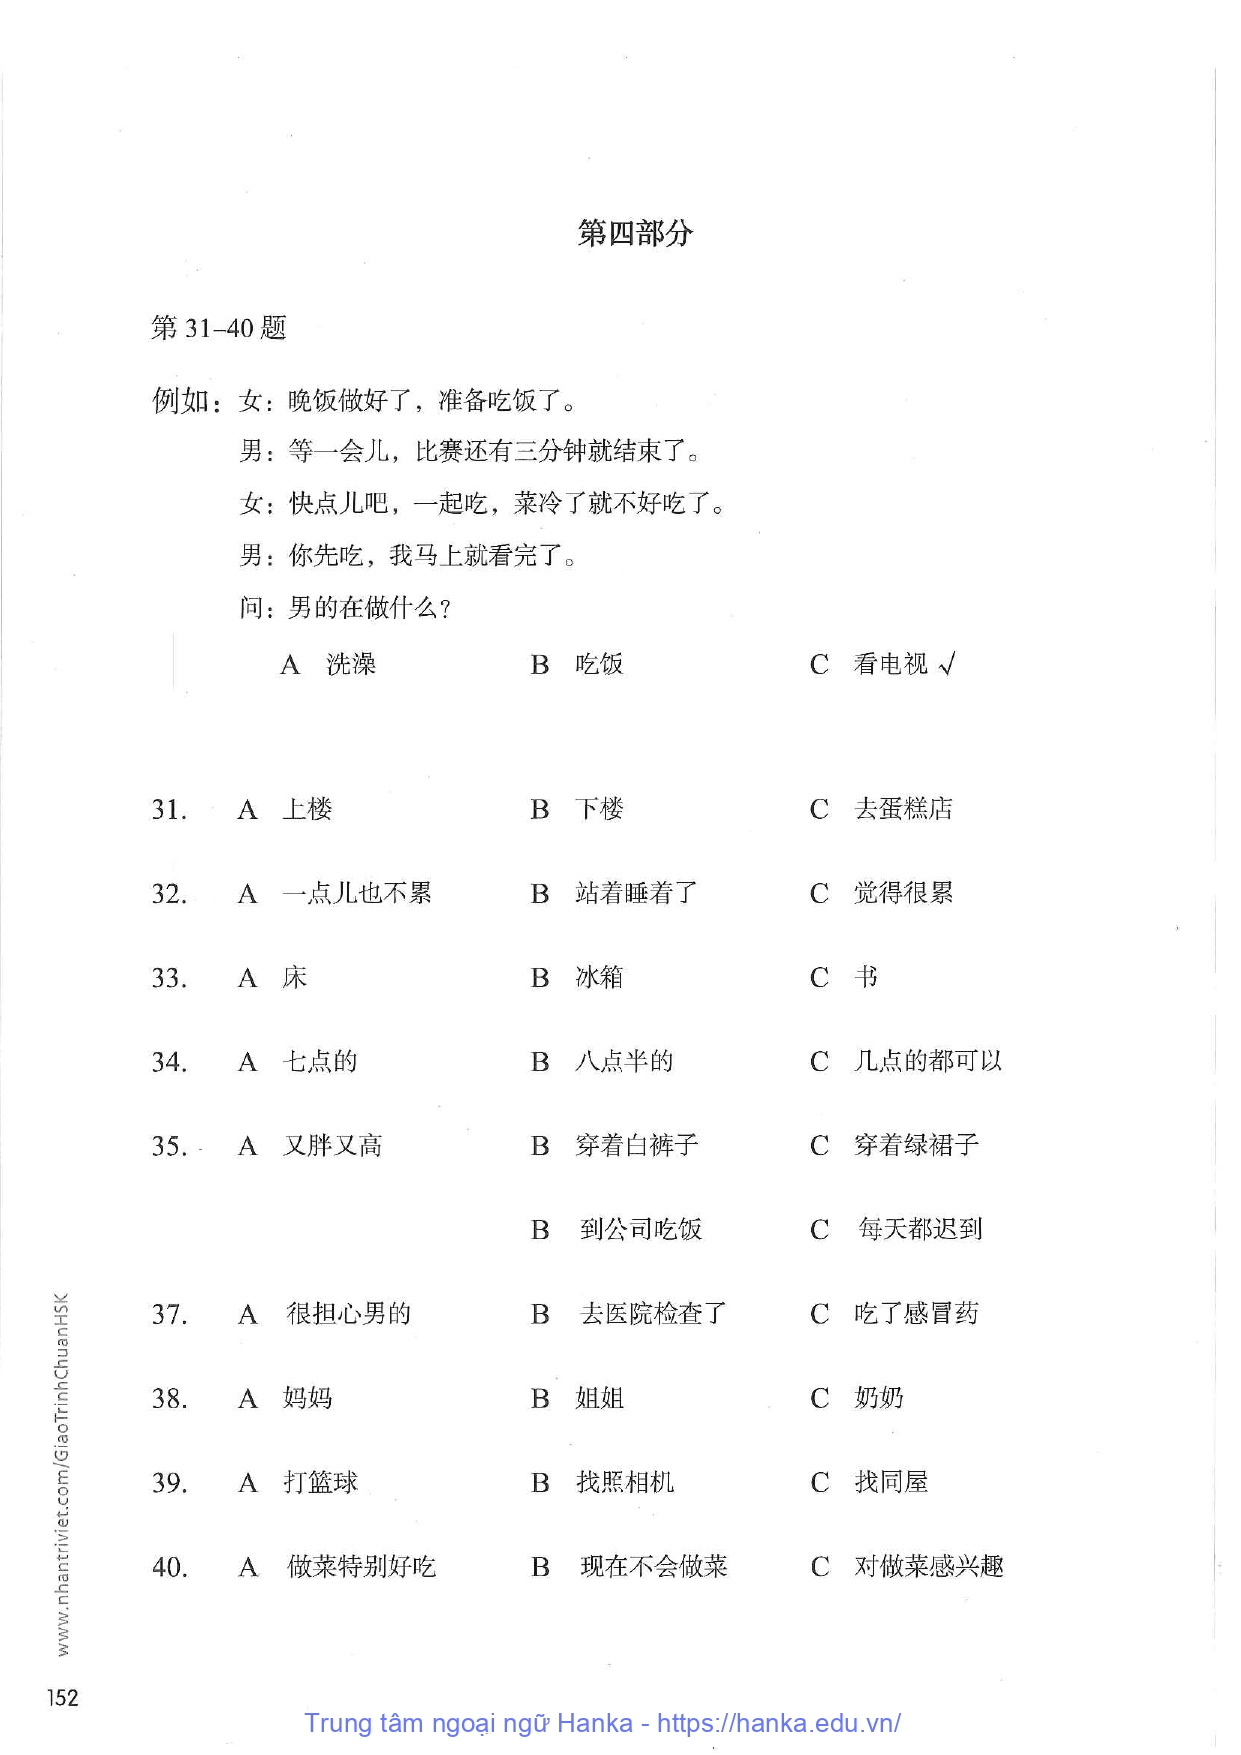 第四部分
第 31–40 题
例如：女：晚饭做好了，准备吃饭了。
男：等一会儿，比赛还有三分钟就结束了。
女：快点儿吧，一起吃，菜冷了就不好吃了。
男：你先吃，我马上就看完了。
问：男的在做什么？
A 洗澡 B 吃饭 C 看电视 √
31. A 上楼 B 下楼 C 去蛋糕店
32. A 一点儿也不累 B 站着睡着了 C 觉得很累
33. A 床 B 冰箱 C 书
34. A 七点的 B 八点半的 C 几点的都可以
35. A 又胖又高 B 穿着白裤子 C 穿着绿裙子
B 到公司吃饭 C 每天都迟到
37. A 很担心男的 B 去医院检查了 C 吃了感冒药
38. A 妈妈 B 姐姐 C 奶奶
39. A 打篮球 B 找照相机 C 找同屋
40. A 做菜特别好吃 B 现在不会做菜 C 对做菜感兴趣
www.nhantriviet.com/GiaoTrinhChuanHSK
152
Trung tâm ngoại ngữ Hanka - https://hanka.edu.vn/